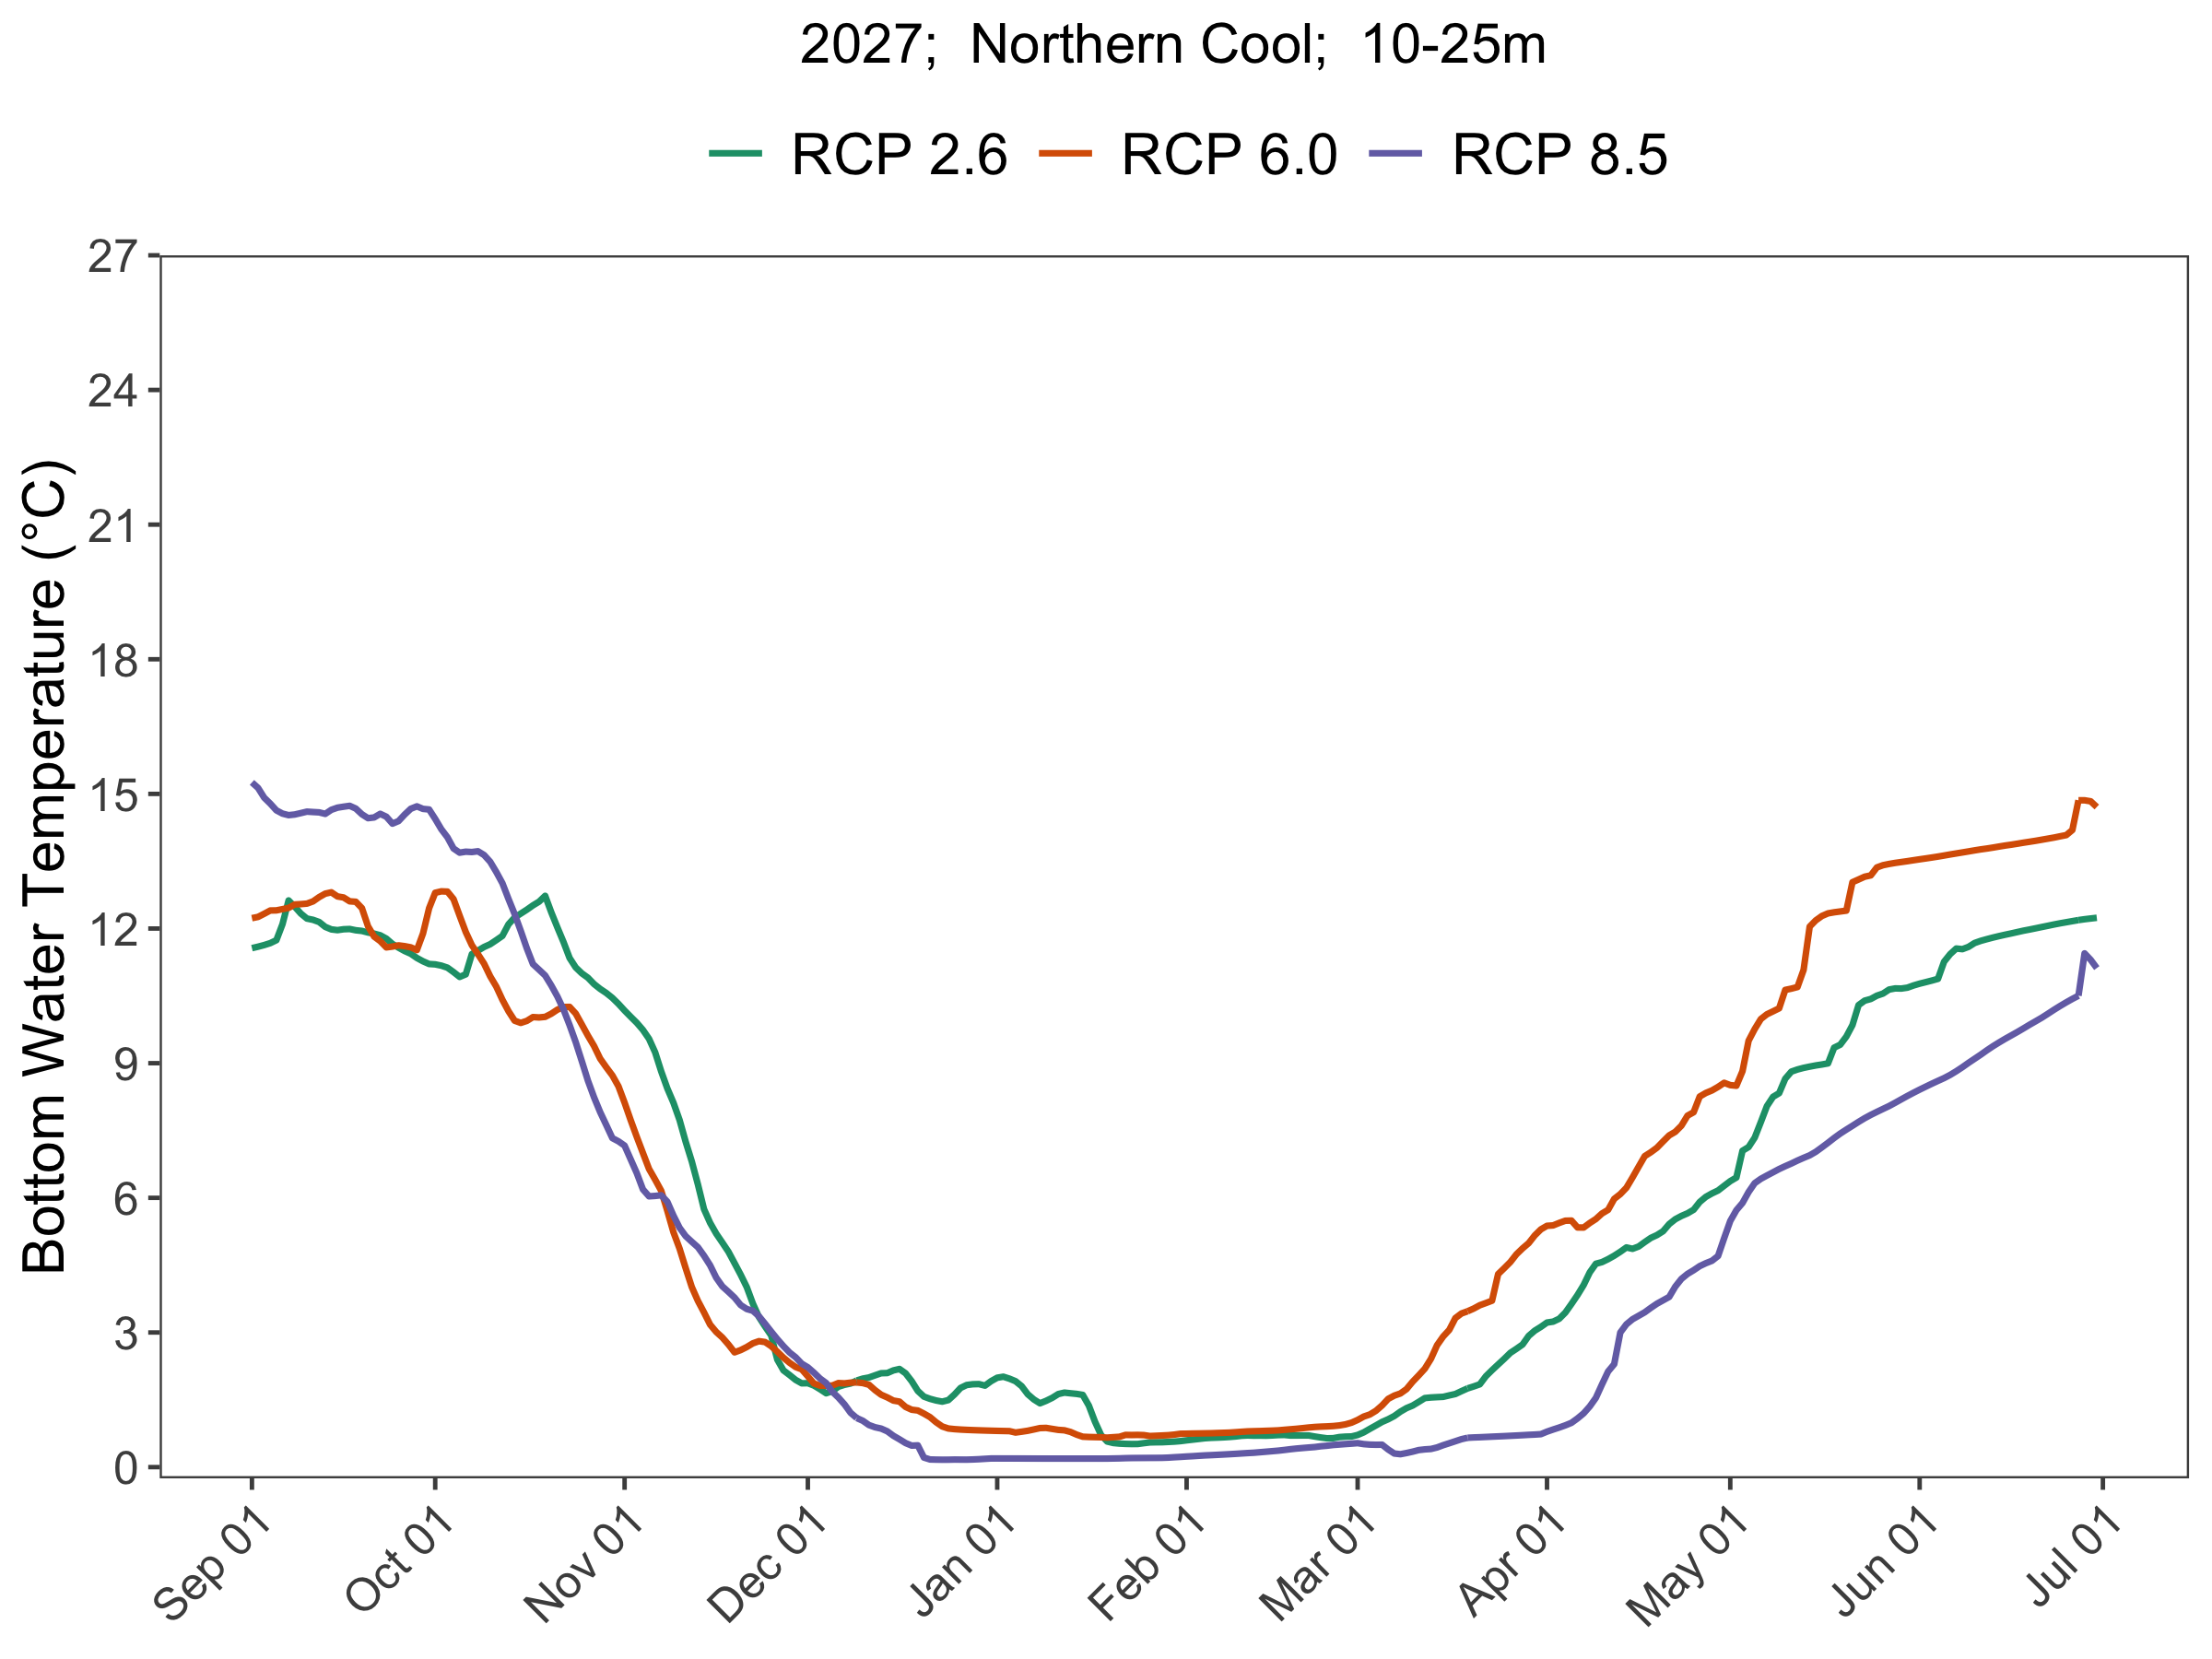 2027;  Northern Cool;  10-25m
RCP 2.6 RCP 6.0 RCP 8.5
Bottom Water Temperature (°C)
27
24
21
18
15
12
9
6
3
0
Sep 01 Oct 01 Nov 01 Dec 01 Jan 01 Feb 01 Mar 01 Apr 01 May 01 Jun 01 Jul 01